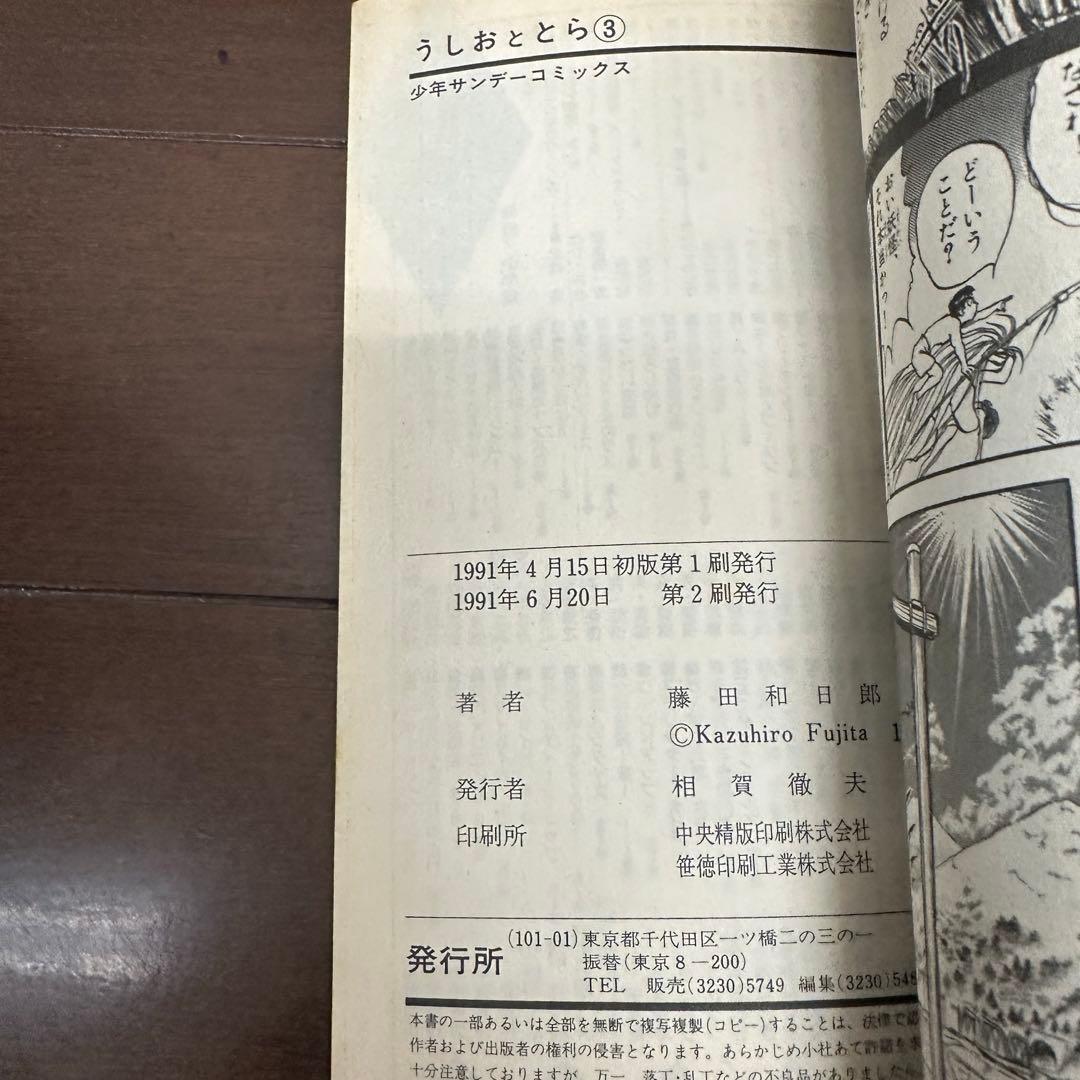 うしおととら③
少年サンデーコミックス
1991年4月15日初版第1刷発行
1991年6月20日 第2刷発行
著者 藤田和日郎
©Kazuhiro Fujita 1
発行者 相賀徹夫
印刷所 中央精版印刷株式会社
笹徳印刷工業株式会社
発行所 (101-01)東京都千代田区一ツ橋二の三の一
振替(東京8-200)
TEL 販売(3230)5749 編集(3230)548
本書の一部あるいは全部を無断で複写複製(コピー)することは、法律で認
作者および出版者の権利の侵害となります。あらかじめ小社あて許諾を求
十分注意しておりますが、万一、落丁・乱丁などの不良品がありましたら
どーいう
ことだ?
おい妖怪、